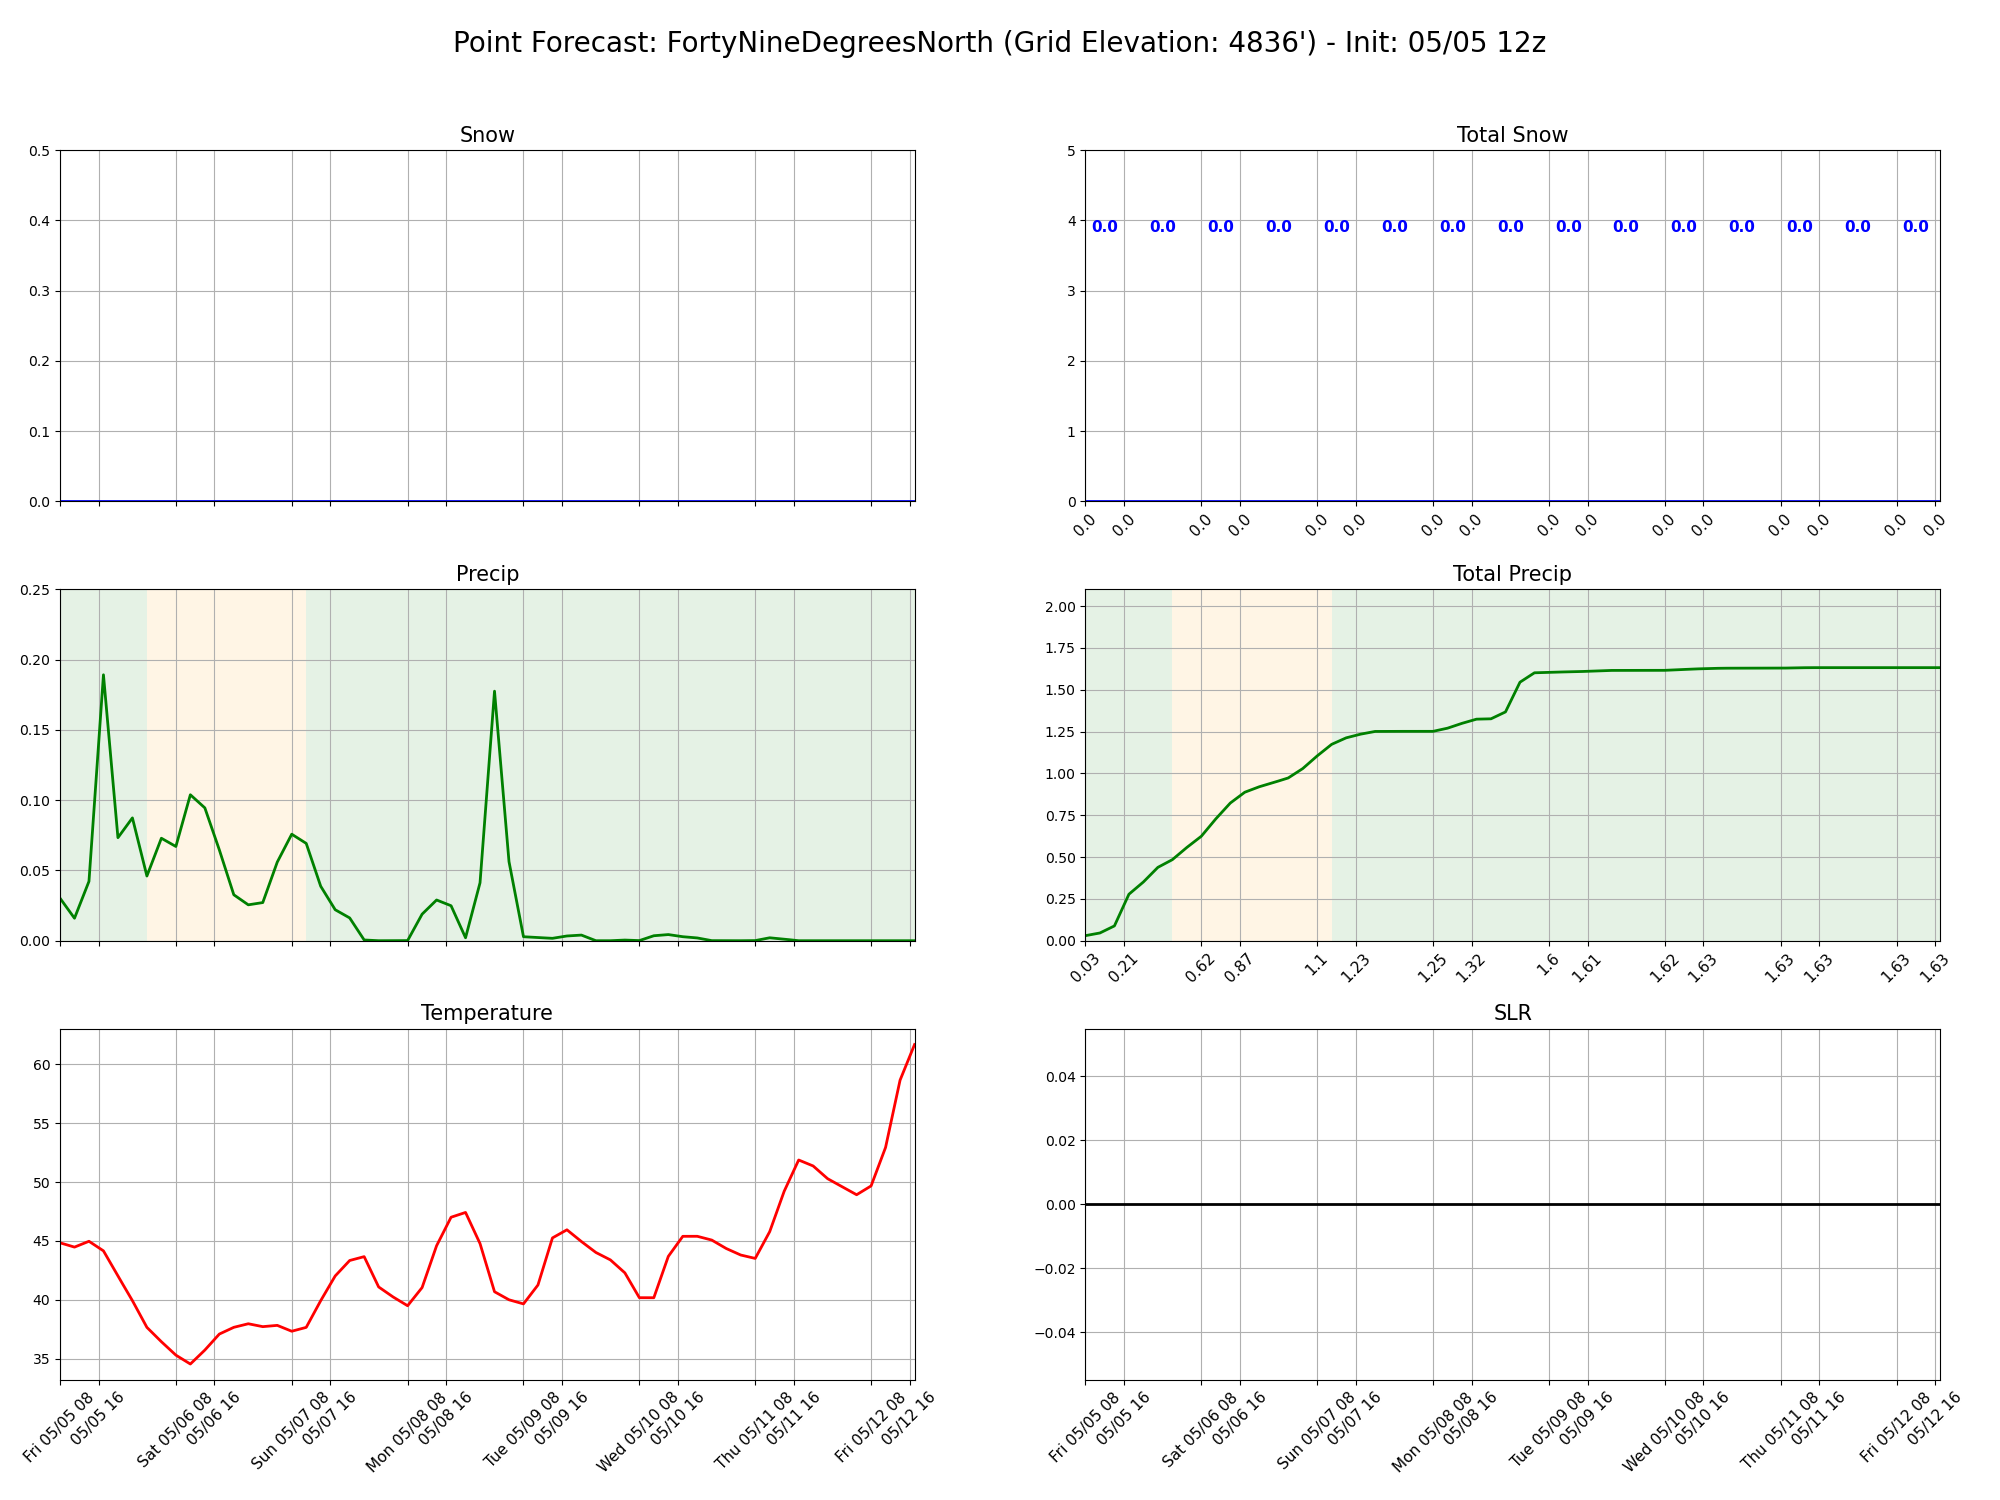 Point Forecast: FortyNineDegreesNorth (Grid Elevation: 4836') - Init: 05/05 12z
Snow
0.5
0.4
0.3
0.2
0.1
0.0
Total Snow
5
4
3
2
1
0
0.0 0.0 0.0 0.0 0.0 0.0 0.0 0.0 0.0 0.0 0.0 0.0 0.0 0.0 0.0
0.0 0.0 0.0 0.0 0.0 0.0 0.0 0.0 0.0 0.0 0.0 0.0 0.0 0.0 0.0 0.0
Precip
0.25
0.20
0.15
0.10
0.05
0.00
Total Precip
2.00
1.75
1.50
1.25
1.00
0.75
0.50
0.25
0.00
0.03 0.21 0.62 0.87 1.1 1.23 1.25 1.32 1.6 1.61 1.62 1.63 1.63 1.63 1.63 1.63
Temperature
60
55
50
45
40
35
Fri 05/05 08
05/05 16
Sat 05/06 08
05/06 16
Sun 05/07 08
05/07 16
Mon 05/08 08
05/08 16
Tue 05/09 08
05/09 16
Wed 05/10 08
05/10 16
Thu 05/11 08
05/11 16
Fri 05/12 08
05/12 16
SLR
0.04
0.02
0.00
−0.02
−0.04
Fri 05/05 08
05/05 16
Sat 05/06 08
05/06 16
Sun 05/07 08
05/07 16
Mon 05/08 08
05/08 16
Tue 05/09 08
05/09 16
Wed 05/10 08
05/10 16
Thu 05/11 08
05/11 16
Fri 05/12 08
05/12 16